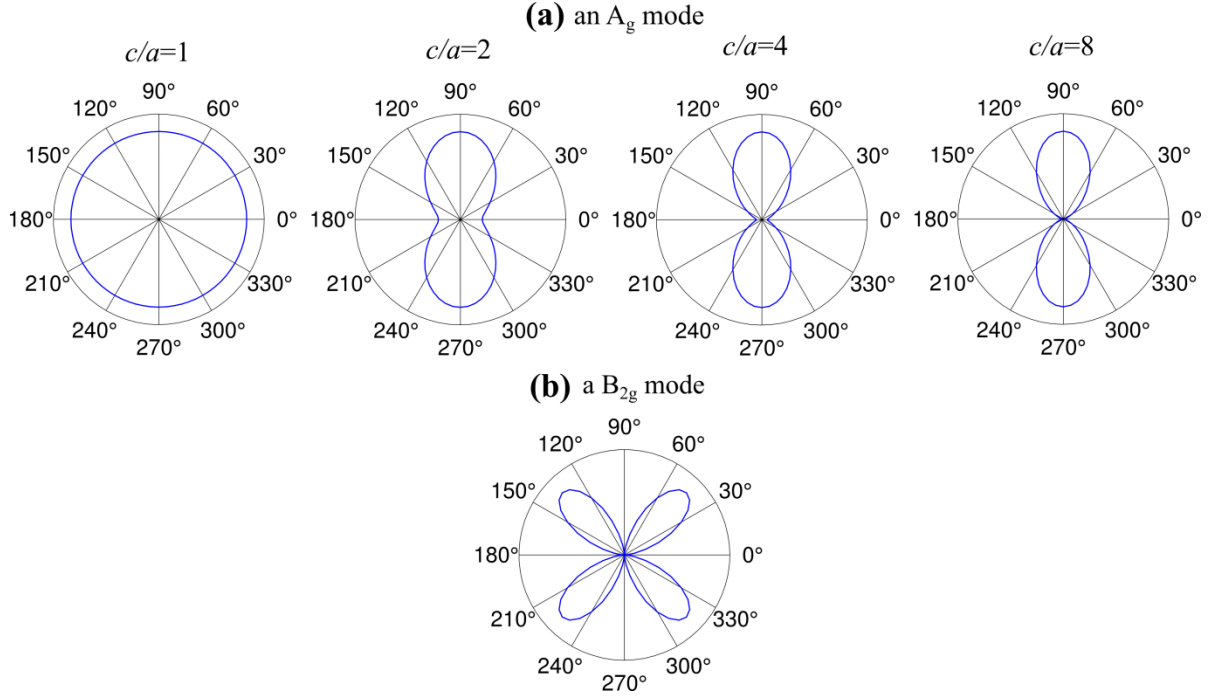 (a) an Ag mode
c/a=1 c/a=2 c/a=4 c/a=8
90° 90° 90° 90°
120° 60° 120° 60° 120° 60° 120° 60°
150° 30° 150° 30° 150° 30° 150° 30°
180° 0° 180° 0° 180° 0° 180° 0°
210° 330° 210° 330° 210° 330° 210° 330°
240° 300° 240° 300° 240° 300° 240° 300°
270° 270° 270° 270°
(b) a B2g mode
90°
120° 60°
150° 30°
180° 0°
210° 330°
240° 300°
270°